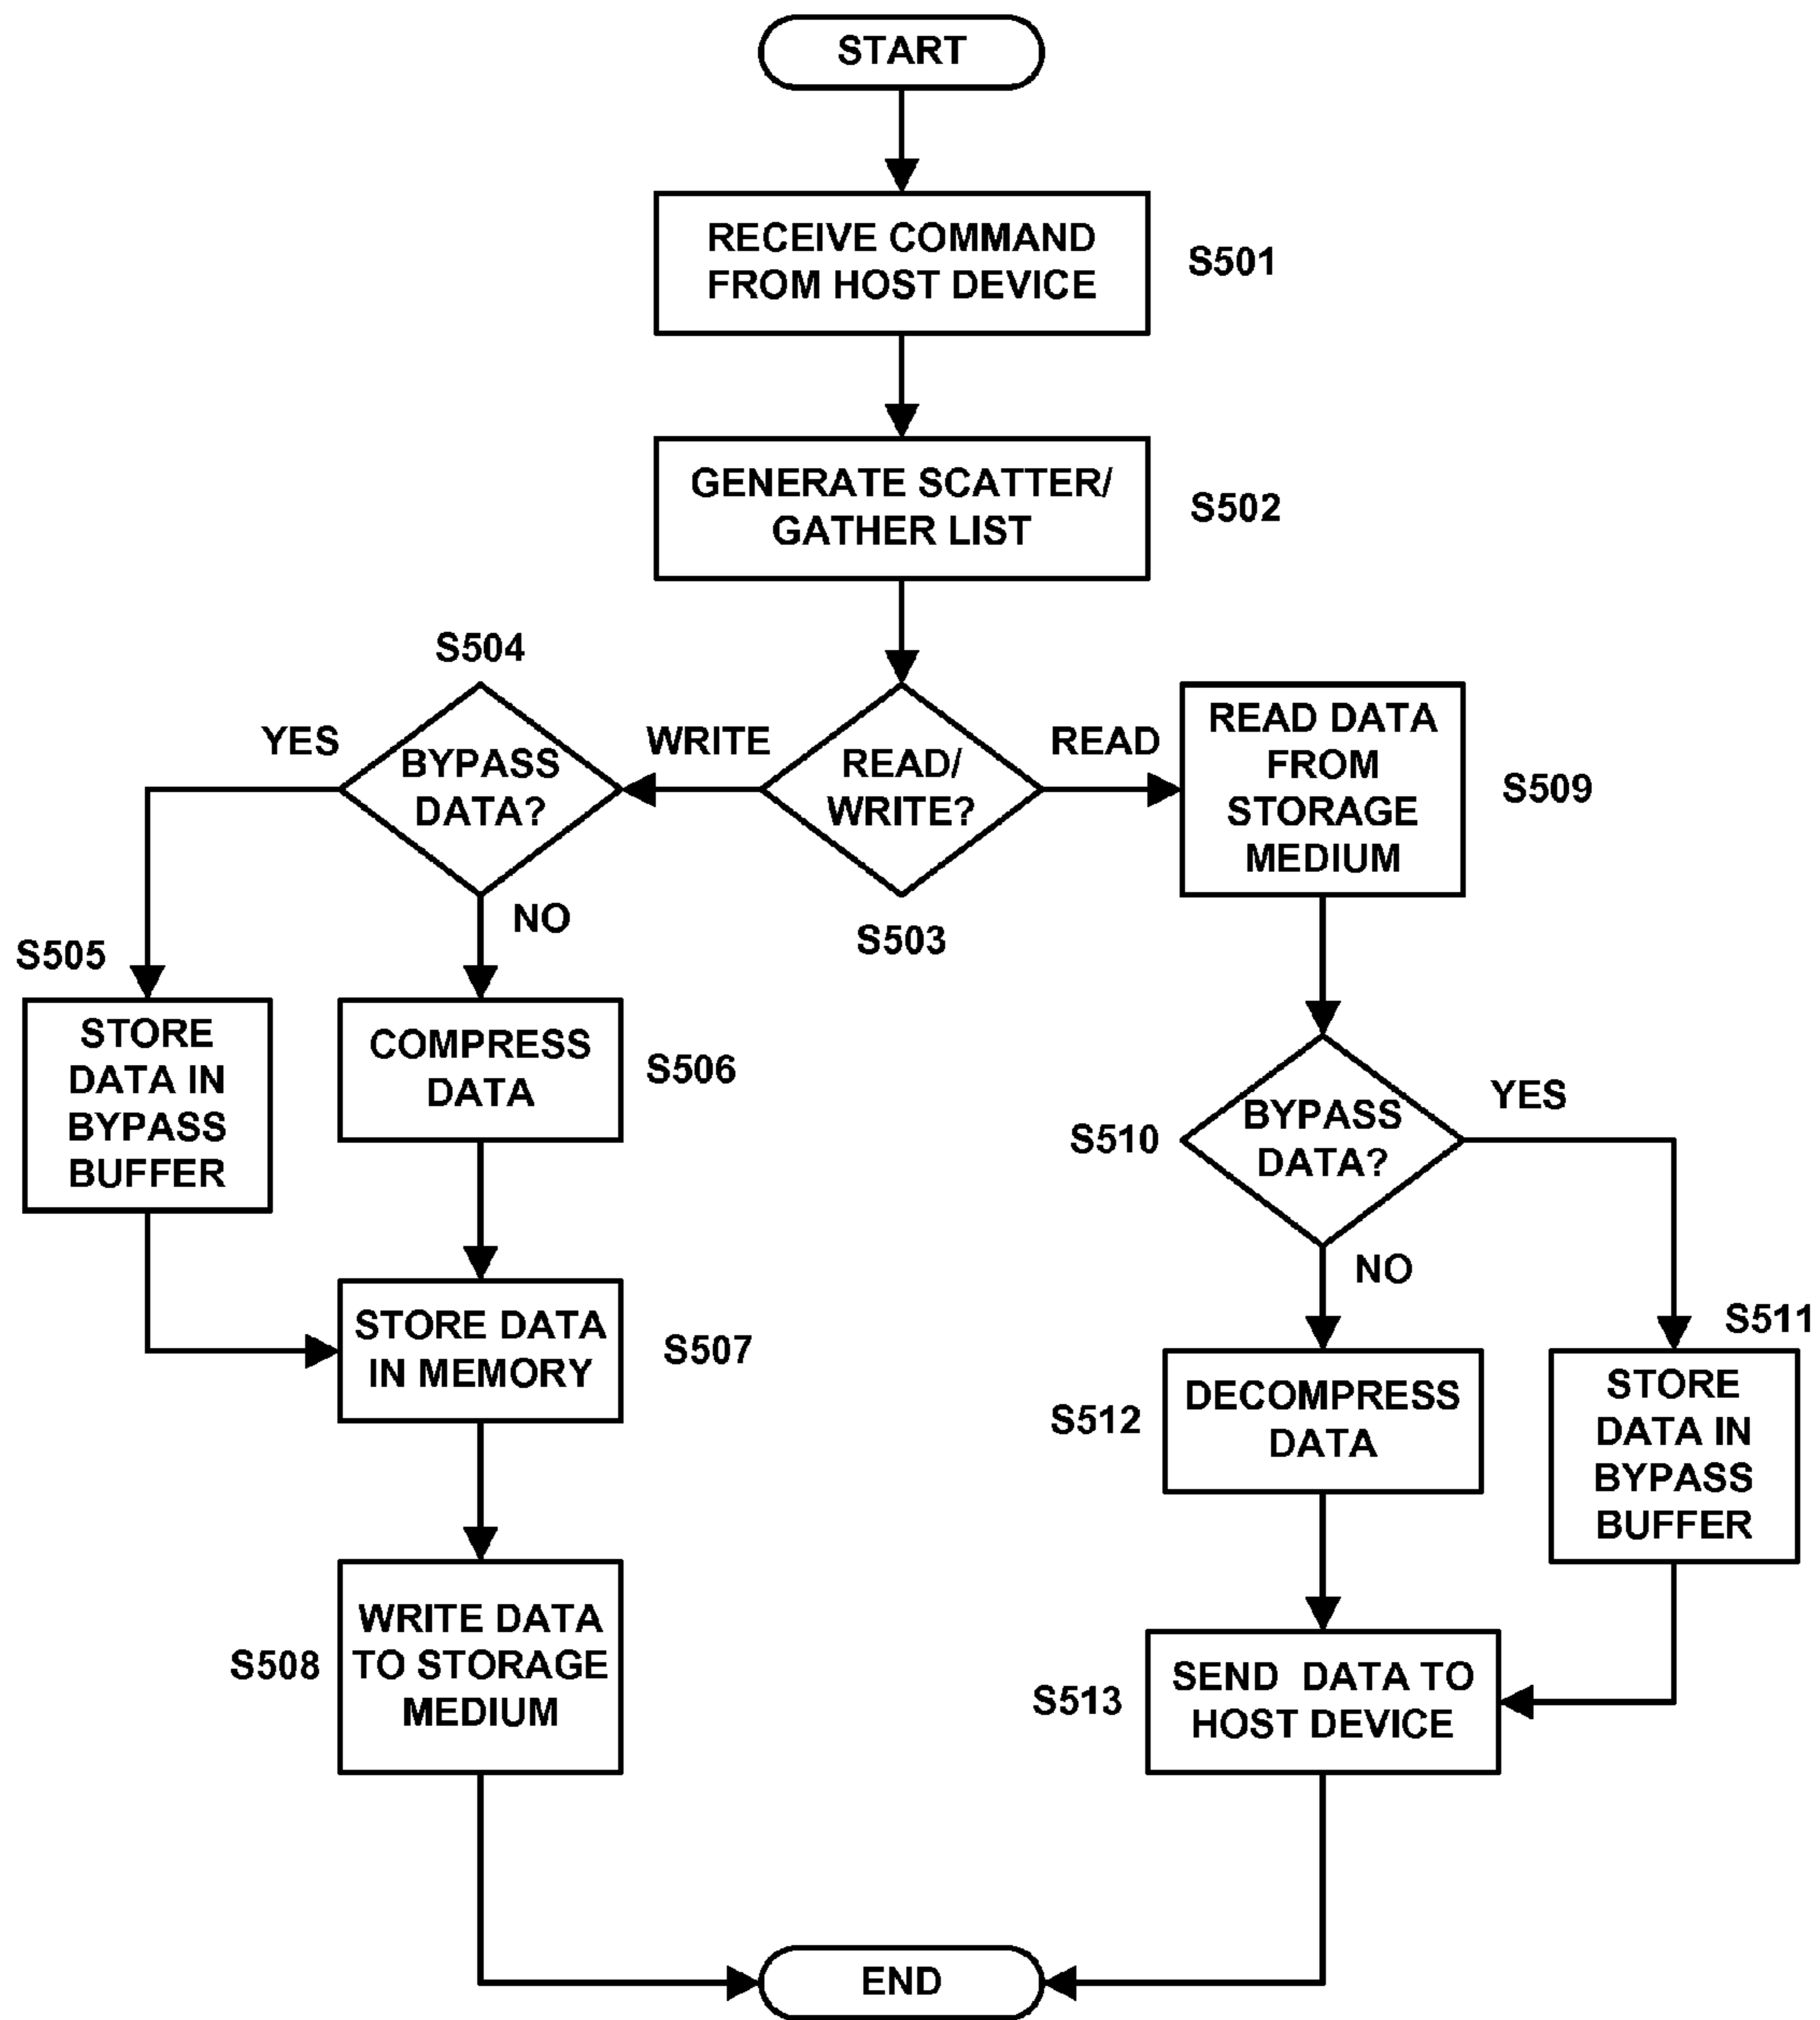 START
RECEIVE COMMAND
FROM HOST DEVICE
S501
GENERATE SCATTER/
GATHER LIST
S502
S504
YES
BYPASS
DATA?
WRITE
READ/
WRITE?
READ
READ DATA
FROM
STORAGE
MEDIUM
S509
NO
S503
S505
STORE
DATA IN
BYPASS
BUFFER
COMPRESS
DATA
S506
S510
BYPASS
DATA?
YES
NO
STORE DATA
IN MEMORY
S507
S511
S512
DECOMPRESS
DATA
STORE
DATA IN
BYPASS
BUFFER
S508
WRITE DATA
TO STORAGE
MEDIUM
S513
SEND DATA TO
HOST DEVICE
END